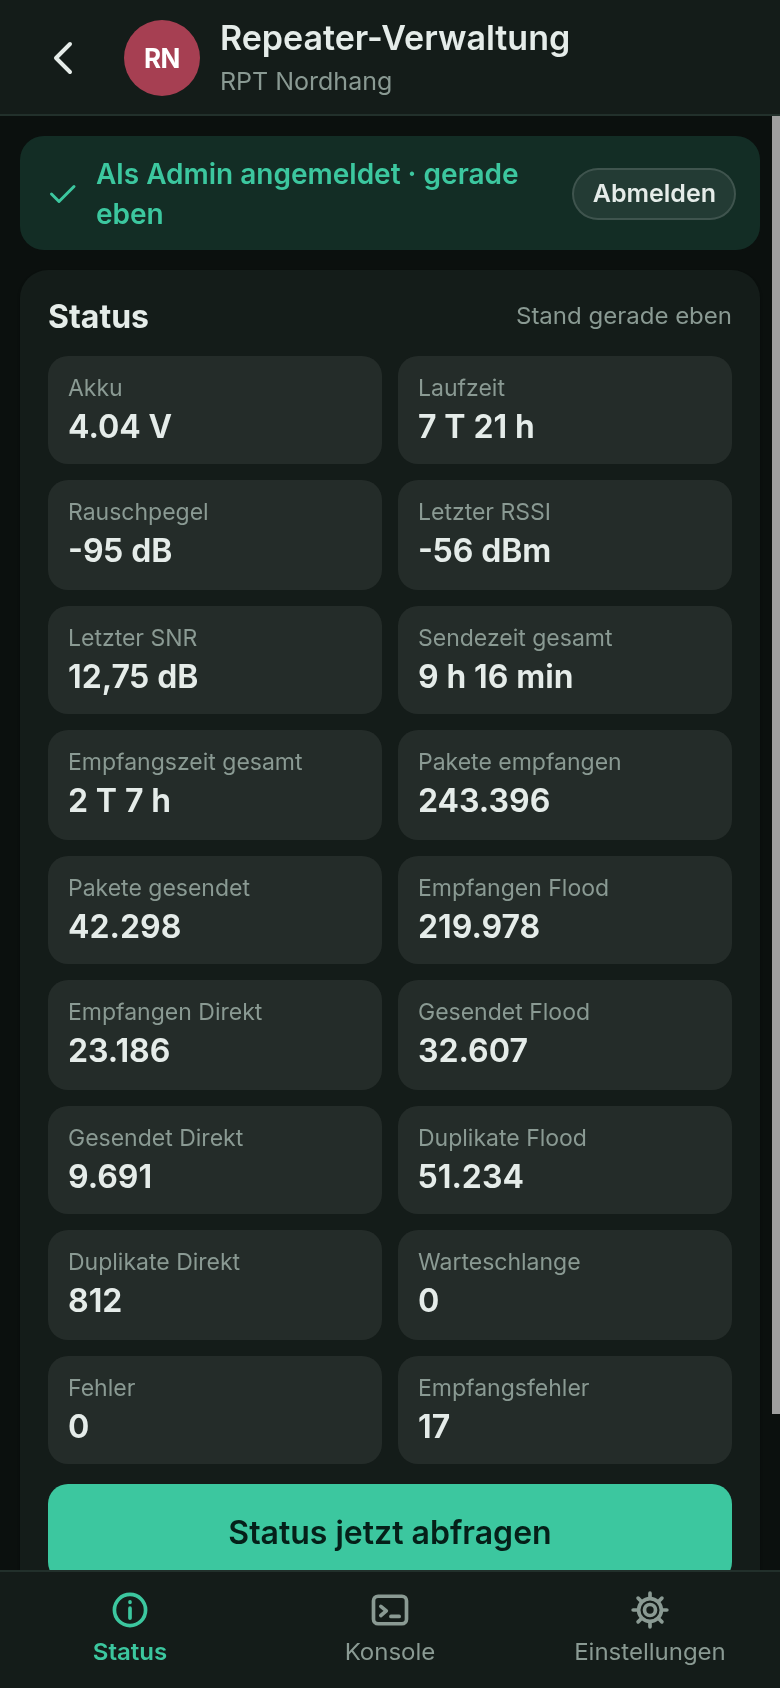 RN
Repeater-Verwaltung
RPT Nordhang
Als Admin angemeldet · gerade
eben
Abmelden
Status
Stand gerade eben
Akku
4.04 V
Laufzeit
7 T 21 h
Rauschpegel
-95 dB
Letzter RSSI
-56 dBm
Letzter SNR
12,75 dB
Sendezeit gesamt
9 h 16 min
Empfangszeit gesamt
2 T 7 h
Pakete empfangen
243.396
Pakete gesendet
42.298
Empfangen Flood
219.978
Empfangen Direkt
23.186
Gesendet Flood
32.607
Gesendet Direkt
9.691
Duplikate Flood
51.234
Duplikate Direkt
812
Warteschlange
0
Fehler
0
Empfangsfehler
17
Status jetzt abfragen
Status
Konsole
Einstellungen